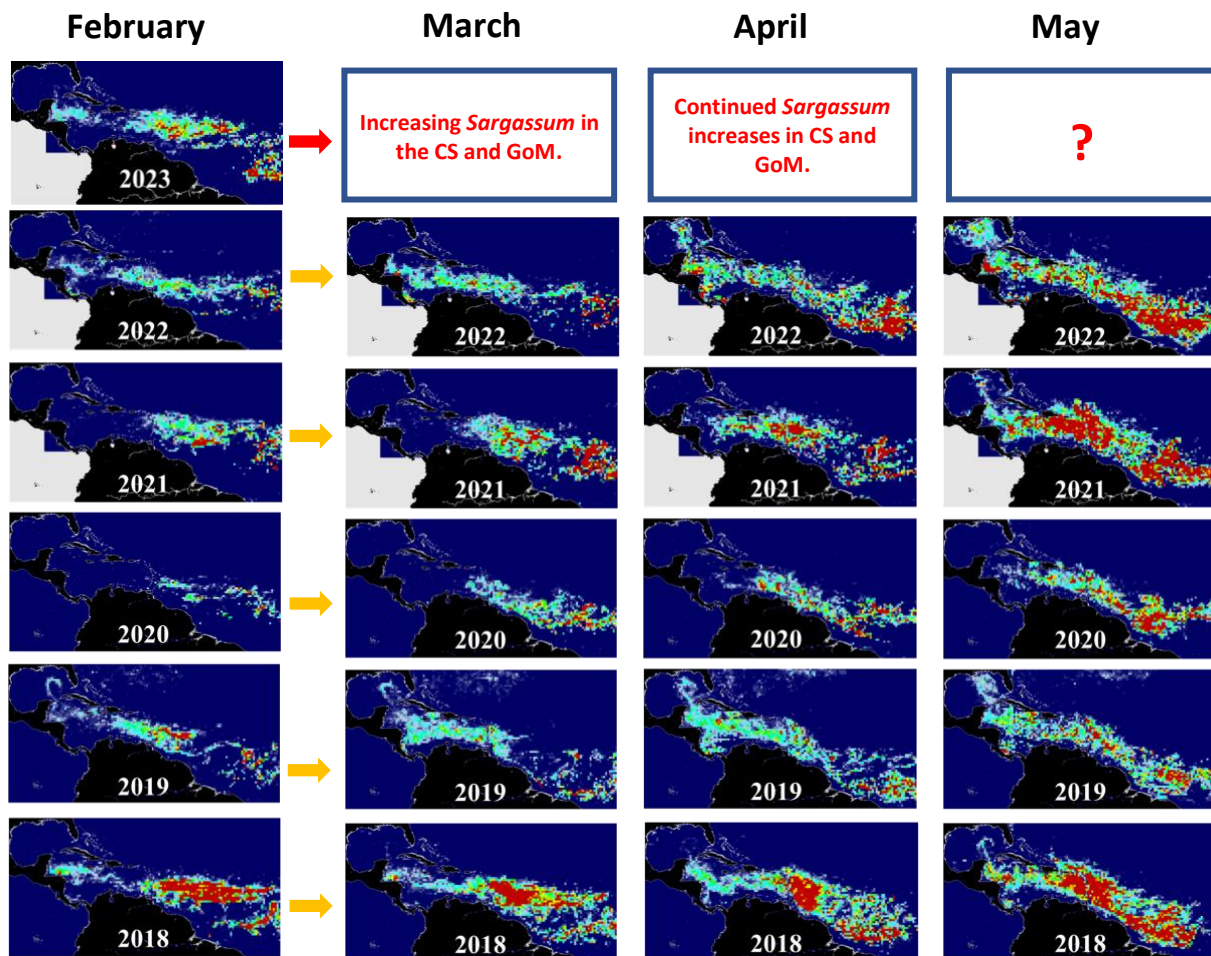 February
March
April
May
2023
Increasing Sargassum in
the CS and GoM.
Continued Sargassum
increases in CS and
GoM.
?
2022
2022
2022
2022
2021
2021
2021
2021
2020
2020
2020
2020
2019
2019
2019
2019
2018
2018
2018
2018